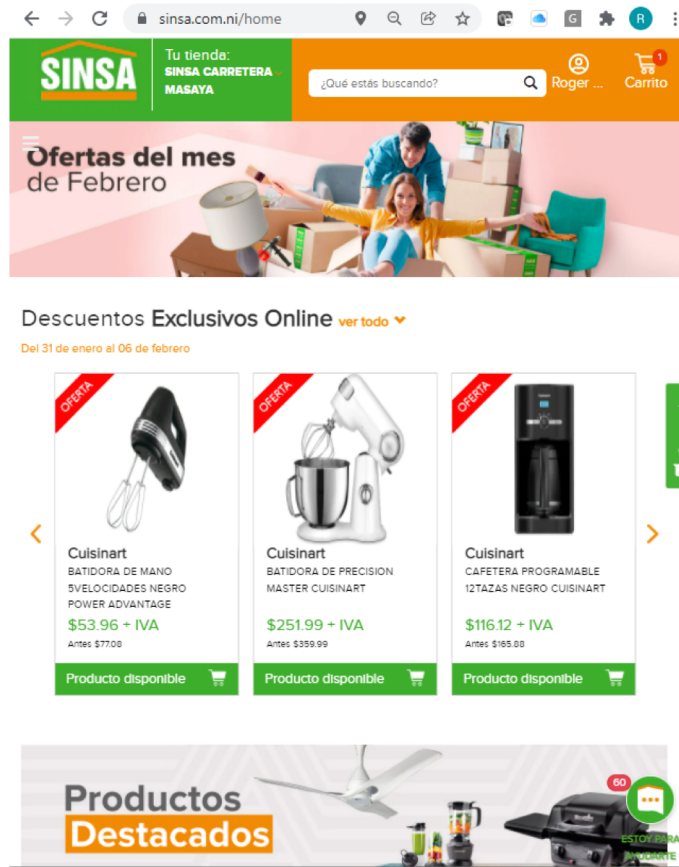 sinsa.com.ni/home
G
R
SINSA
Tu tienda:
SINSA CARRETERA
MASAYA
¿Qué estás buscando?
Roger ...
1
Carrito
Ofertas del mes
de Febrero
Descuentos Exclusivos Online ver todo
Del 31 de enero al 06 de febrero
OFERTA
Cuisinart
BATIDORA DE MANO
5VELOCIDADES NEGRO
POWER ADVANTAGE
$53.96 + IVA
Antes $77.08
Producto disponible
OFERTA
Cuisinart
BATIDORA DE PRECISION
MASTER CUISINART
$251.99 + IVA
Antes $359.99
Producto disponible
OFERTA
Cuisinart
CAFETERA PROGRAMABLE
12TAZAS NEGRO CUISINART
$116.12 + IVA
Antes $165.88
Producto disponible
Productos
Destacados
60
ESTOY PARA
AYUDARTE